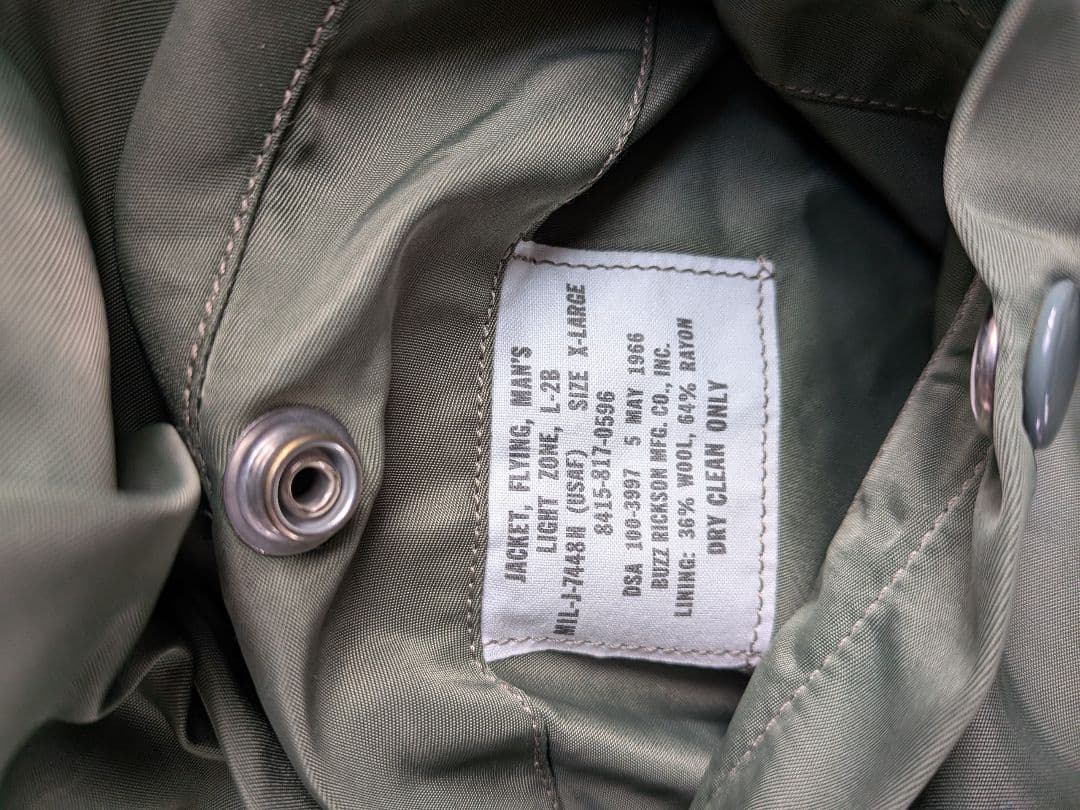 JACKET, FLYING, MAN'S
LIGHT ZONE, L-2B
MIL-J-7448H (USAF) SIZE X-LARGE
8415-817-0596
DSA 100-3997 5 MAY 1966
BUZZ RICKSON MFG. CO., INC.
LINING: 36% WOOL, 64% RAYON
DRY CLEAN ONLY